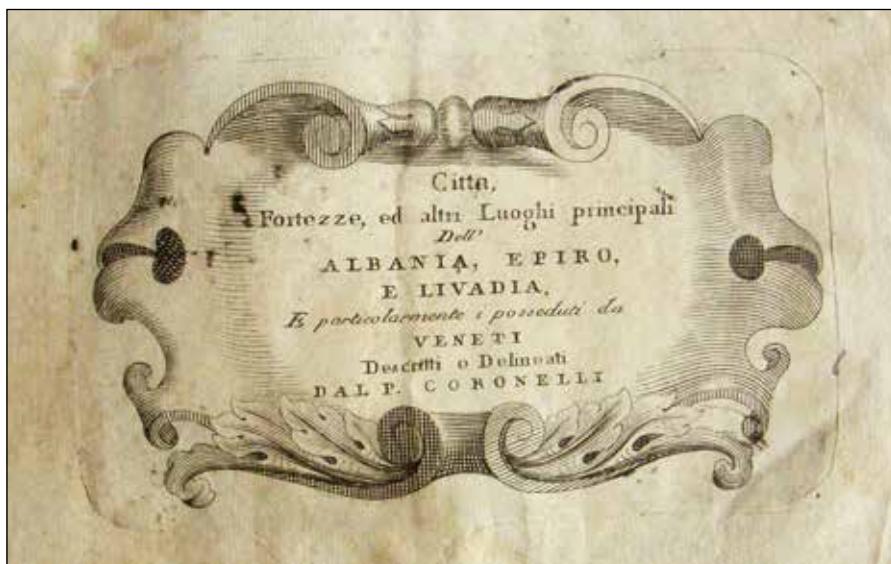 Citta,
Fortezze, ed altri Luoghi principali
Dell'
ALBANIA, EPIRO,
E LIVADIA,
E particolarmente i posseduti da
VENETI
Descritti o Delineati
DAL P. CORONELLI